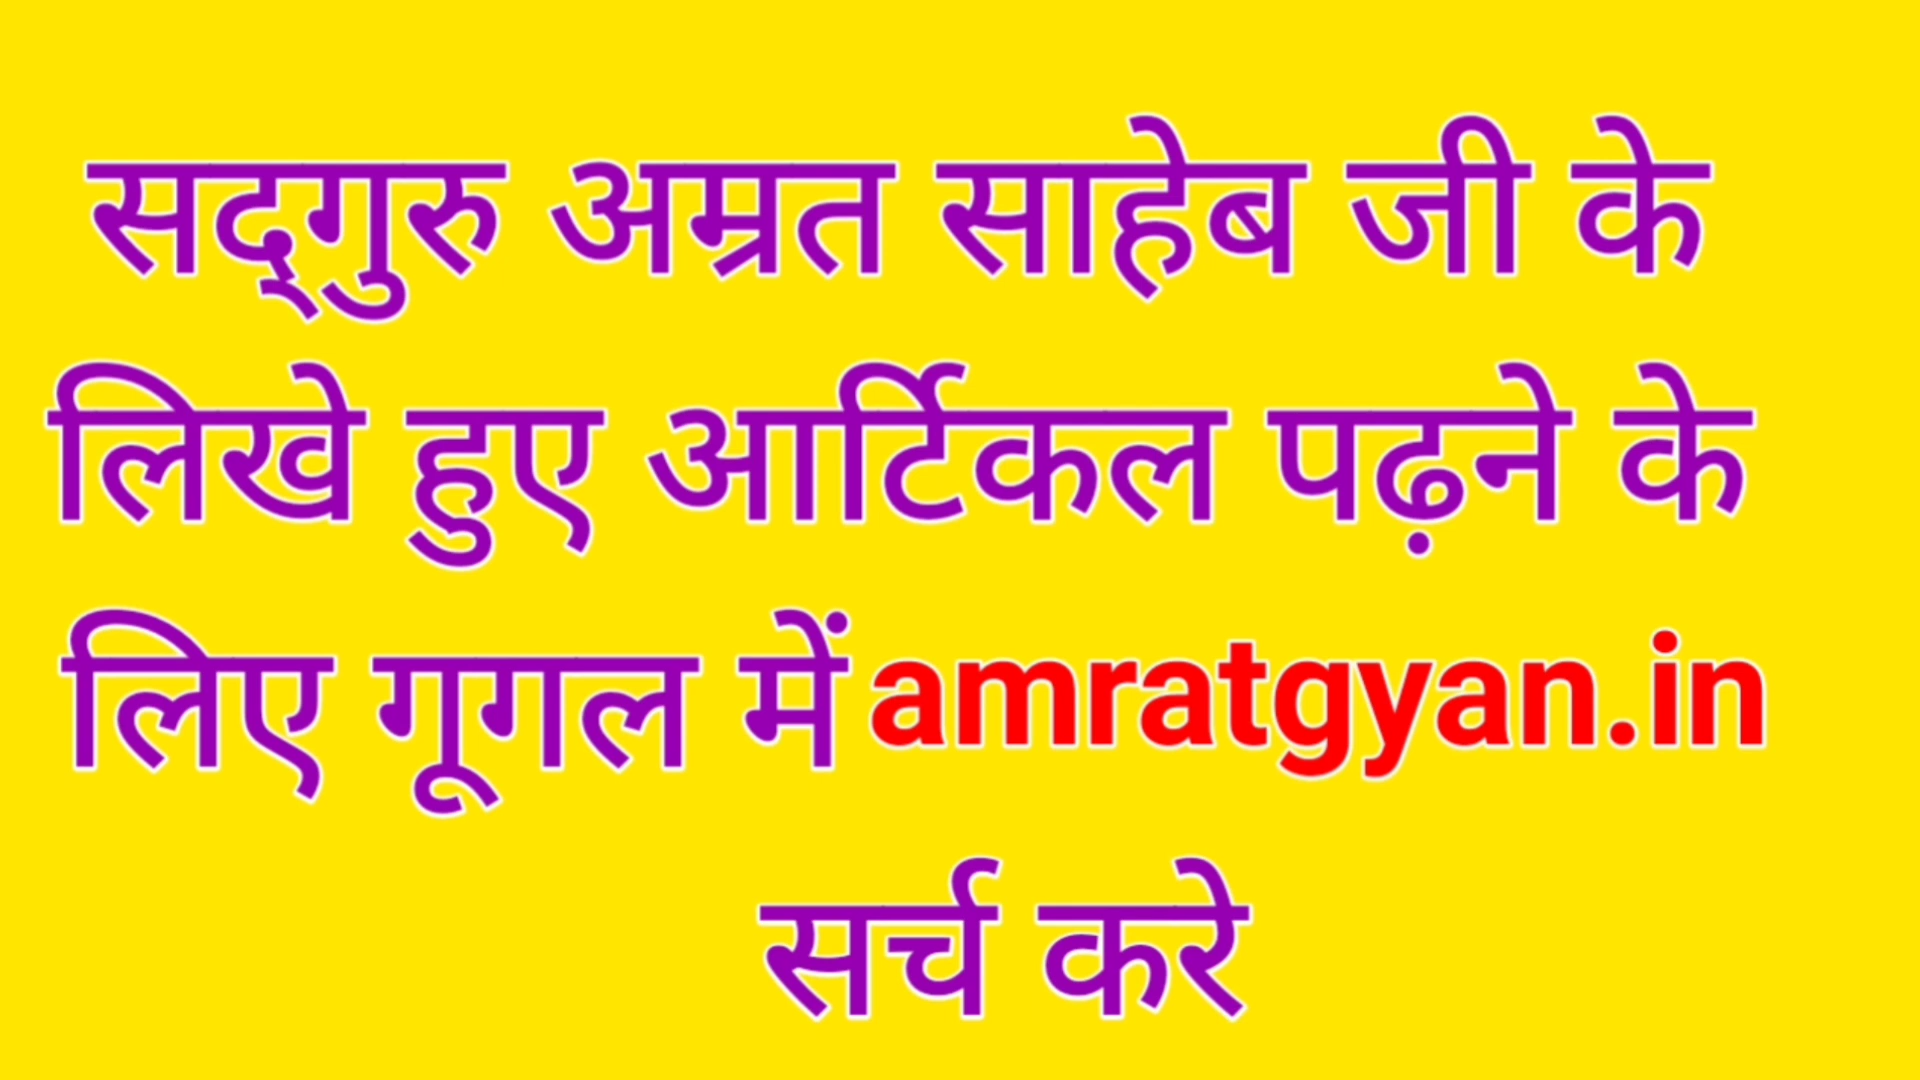 सद्गुरु अम्रत साहेब जी के
लिखे हुए आर्टिकल पढ़ने के
लिए गूगल में amratgyan.in
सर्च करे